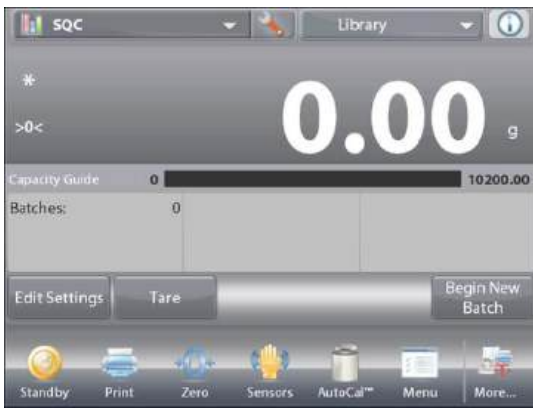 SQC
Library
*
>0<
0.00 g
Capacity Guide 0 10200.00
Batches: 0
Edit Settings
Tare
Begin New
Batch
Standby
Print
Zero
Sensors
AutoCal™
Menu
More...